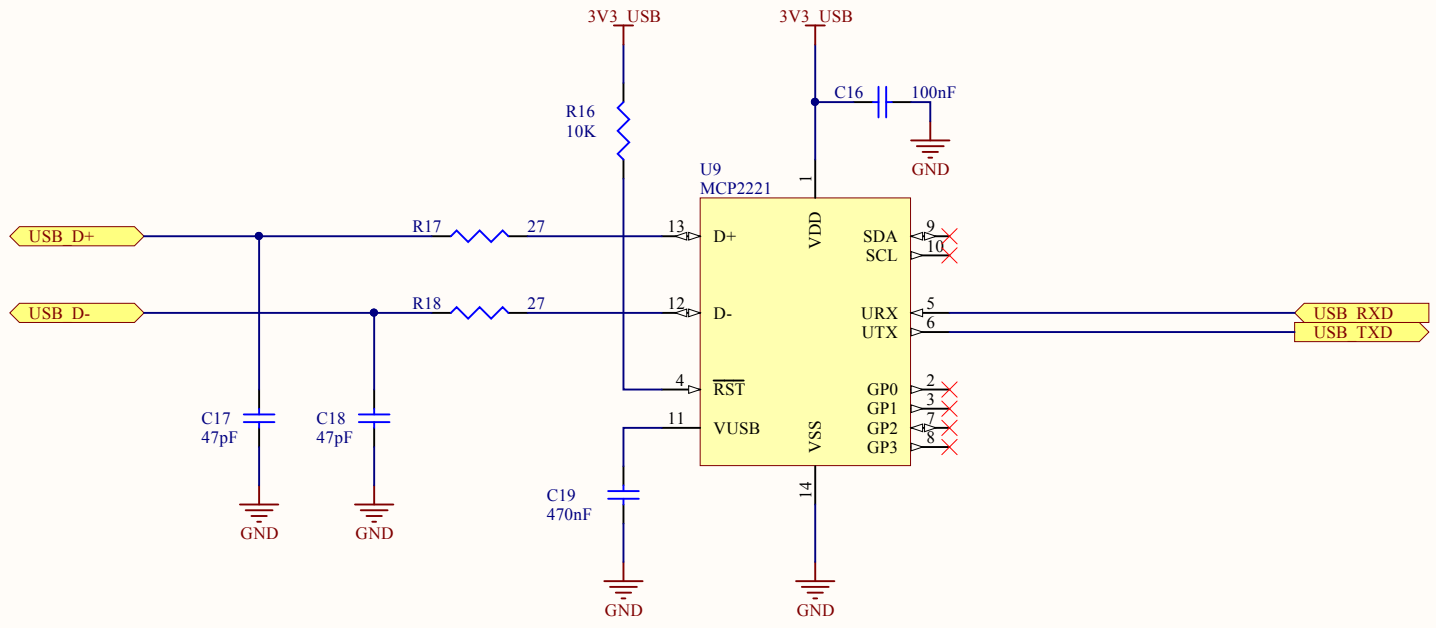 3V3_USB
3V3_USB
C16
100nF
R16
10K
GND
U9
MCP2221
1
VDD
USB_D+
R17
27
13
D+
SDA
9
SCL
10
USB_D-
R18
27
12
D-
URX
5
USB_RXD
UTX
6
USB_TXD
4
RST
GP0
2
GP1
3
C17
47pF
C18
47pF
11
VUSB
VSS
GP2
7
GP3
8
14
C19
470nF
GND
GND
GND
GND